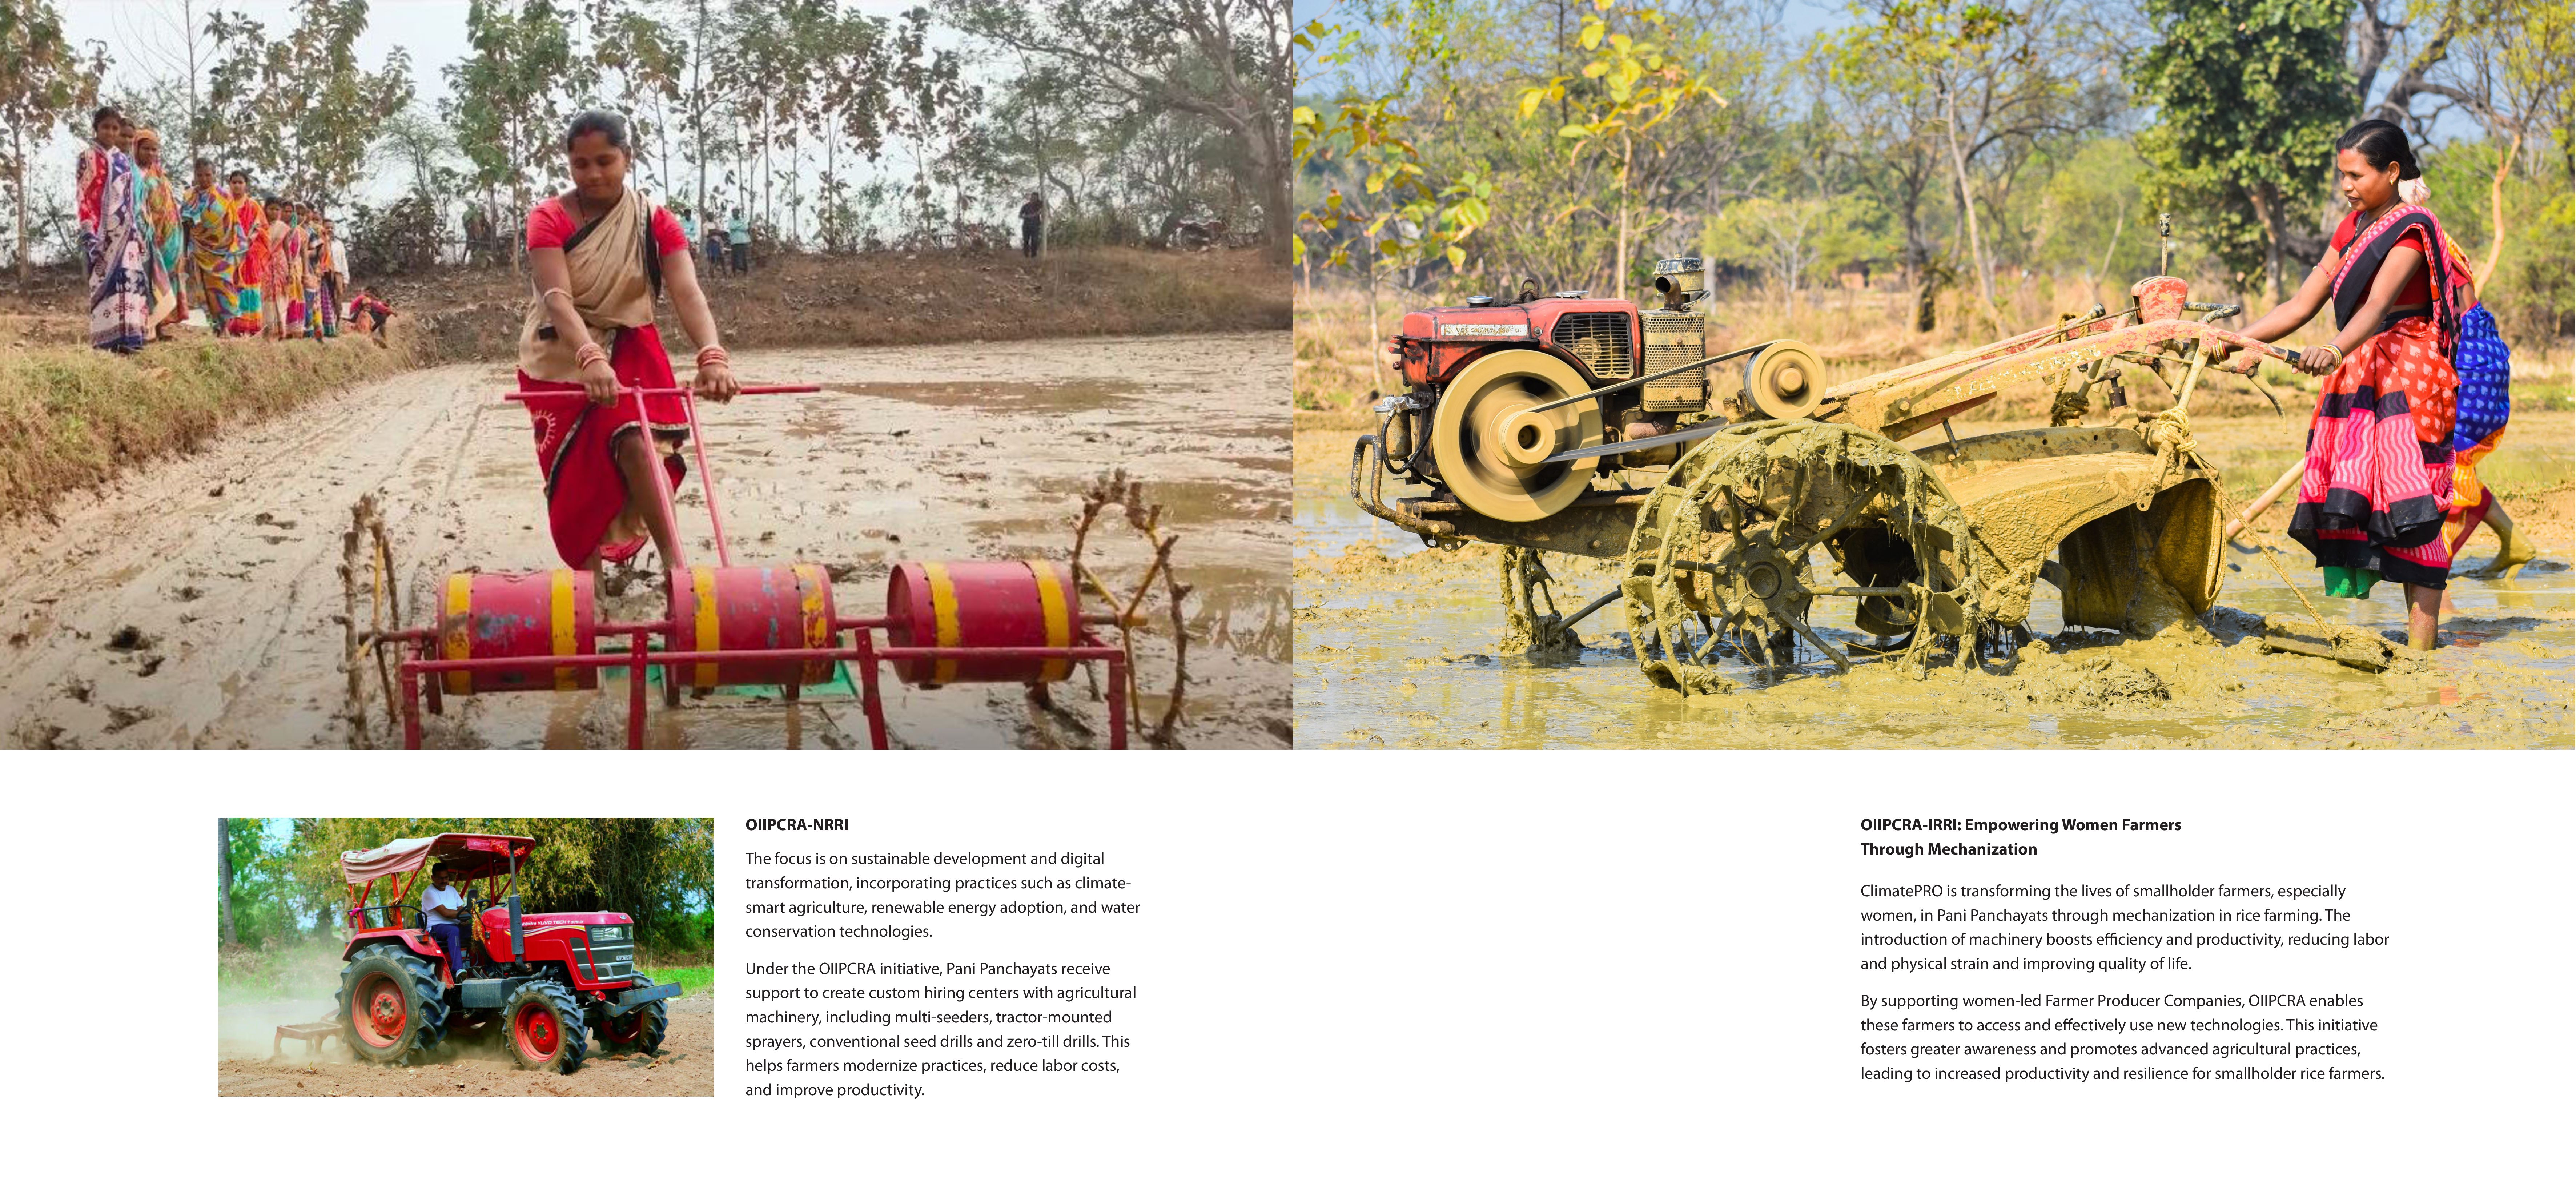 OIIPCRA-NRRI
The focus is on sustainable development and digital
transformation, incorporating practices such as climate-
smart agriculture, renewable energy adoption, and water
conservation technologies.
Under the OIIPCRA initiative, Pani Panchayats receive
support to create custom hiring centers with agricultural
machinery, including multi-seeders, tractor-mounted
sprayers, conventional seed drills and zero-till drills. This
helps farmers modernize practices, reduce labor costs,
and improve productivity.
OIIPCRA-IRRI: Empowering Women Farmers
Through Mechanization
ClimatePRO is transforming the lives of smallholder farmers, especially
women, in Pani Panchayats through mechanization in rice farming. The
introduction of machinery boosts efficiency and productivity, reducing labor
and physical strain and improving quality of life.
By supporting women-led Farmer Producer Companies, OIIPCRA enables
these farmers to access and effectively use new technologies. This initiative
fosters greater awareness and promotes advanced agricultural practices,
leading to increased productivity and resilience for smallholder rice farmers.